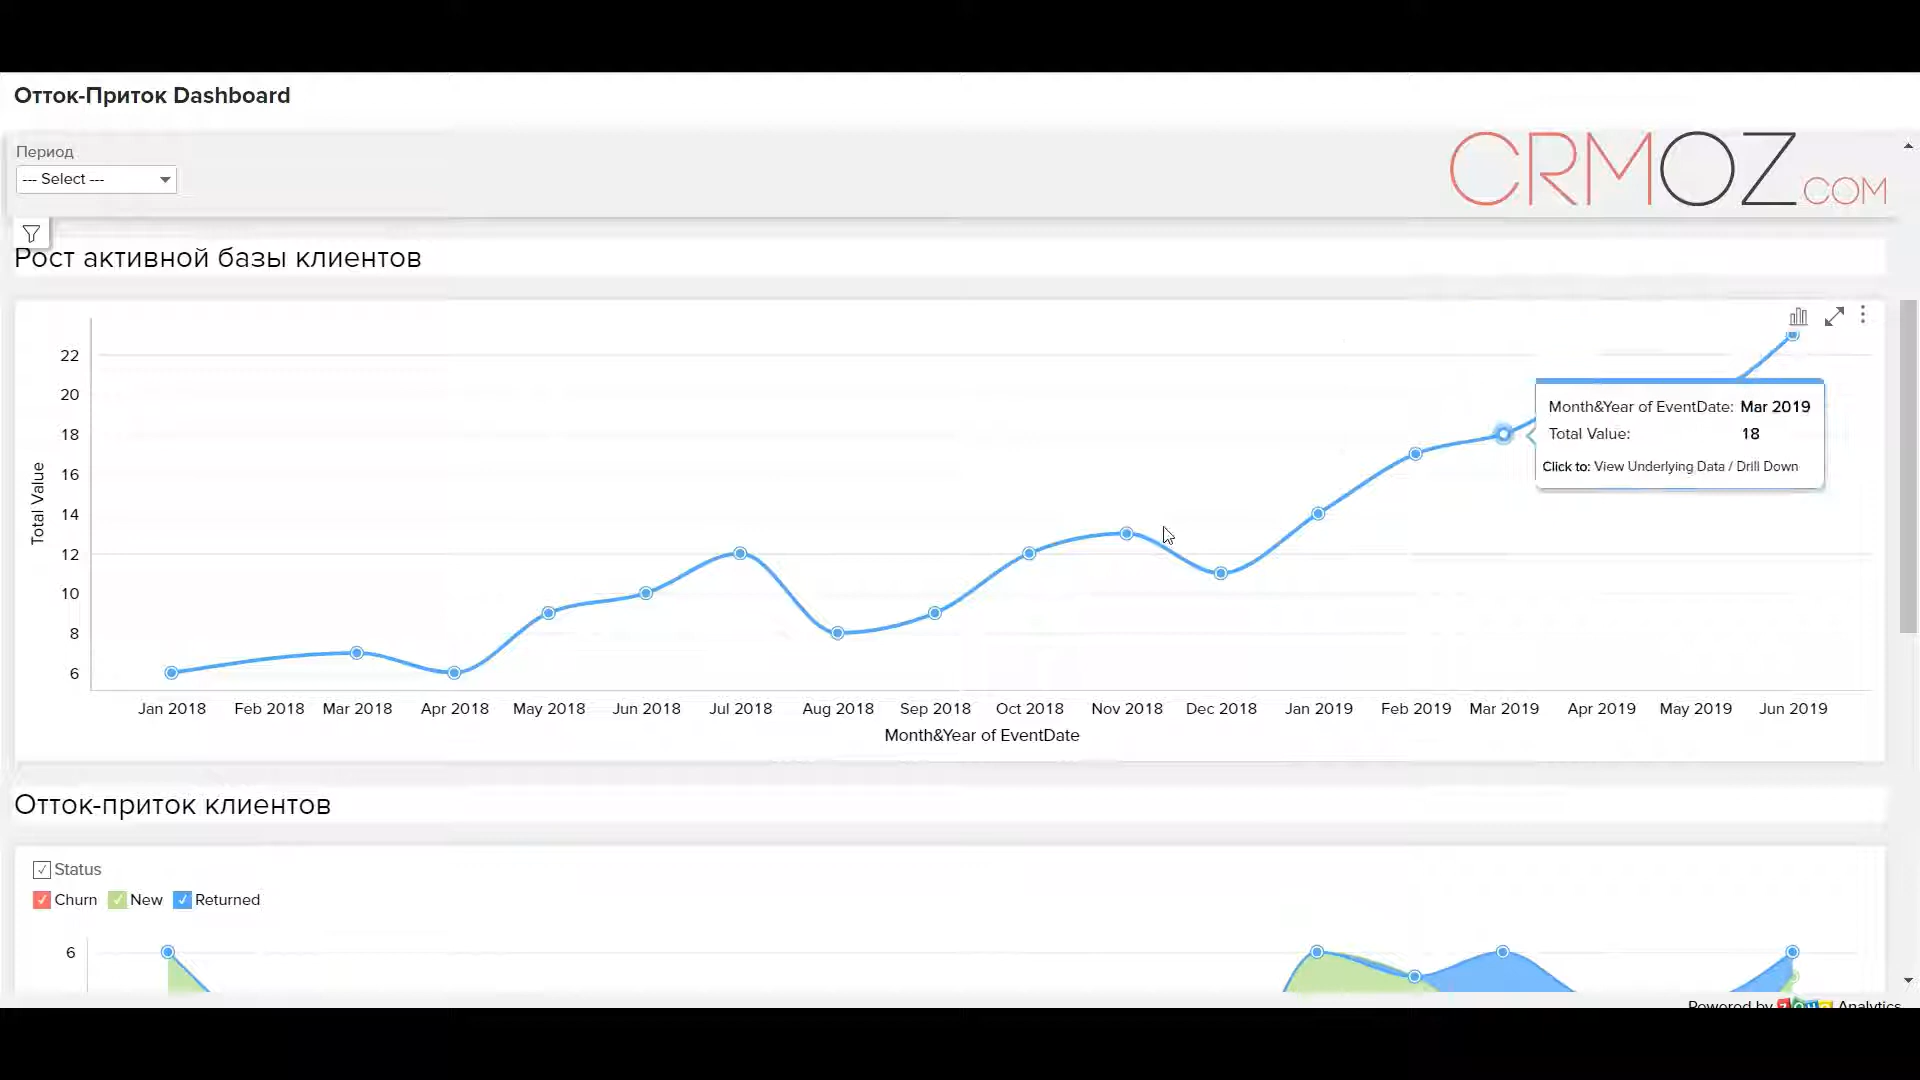 Отток-Приток Dashboard
Период
--- Select ---
CRMOZ.COM
Рост активной базы клиентов
22
20
18
16
14
12
10
8
6
Total Value
Month&Year of EventDate: Mar 2019
Total Value: 18
Click to: View Underlying Data / Drill Down
Jan 2018 Feb 2018 Mar 2018 Apr 2018 May 2018 Jun 2018 Jul 2018 Aug 2018 Sep 2018 Oct 2018 Nov 2018 Dec 2018 Jan 2019 Feb 2019 Mar 2019 Apr 2019 May 2019 Jun 2019
Month&Year of EventDate
Отток-приток клиентов
Status
Churn New Returned
6
Powered by ZOHO Analytics